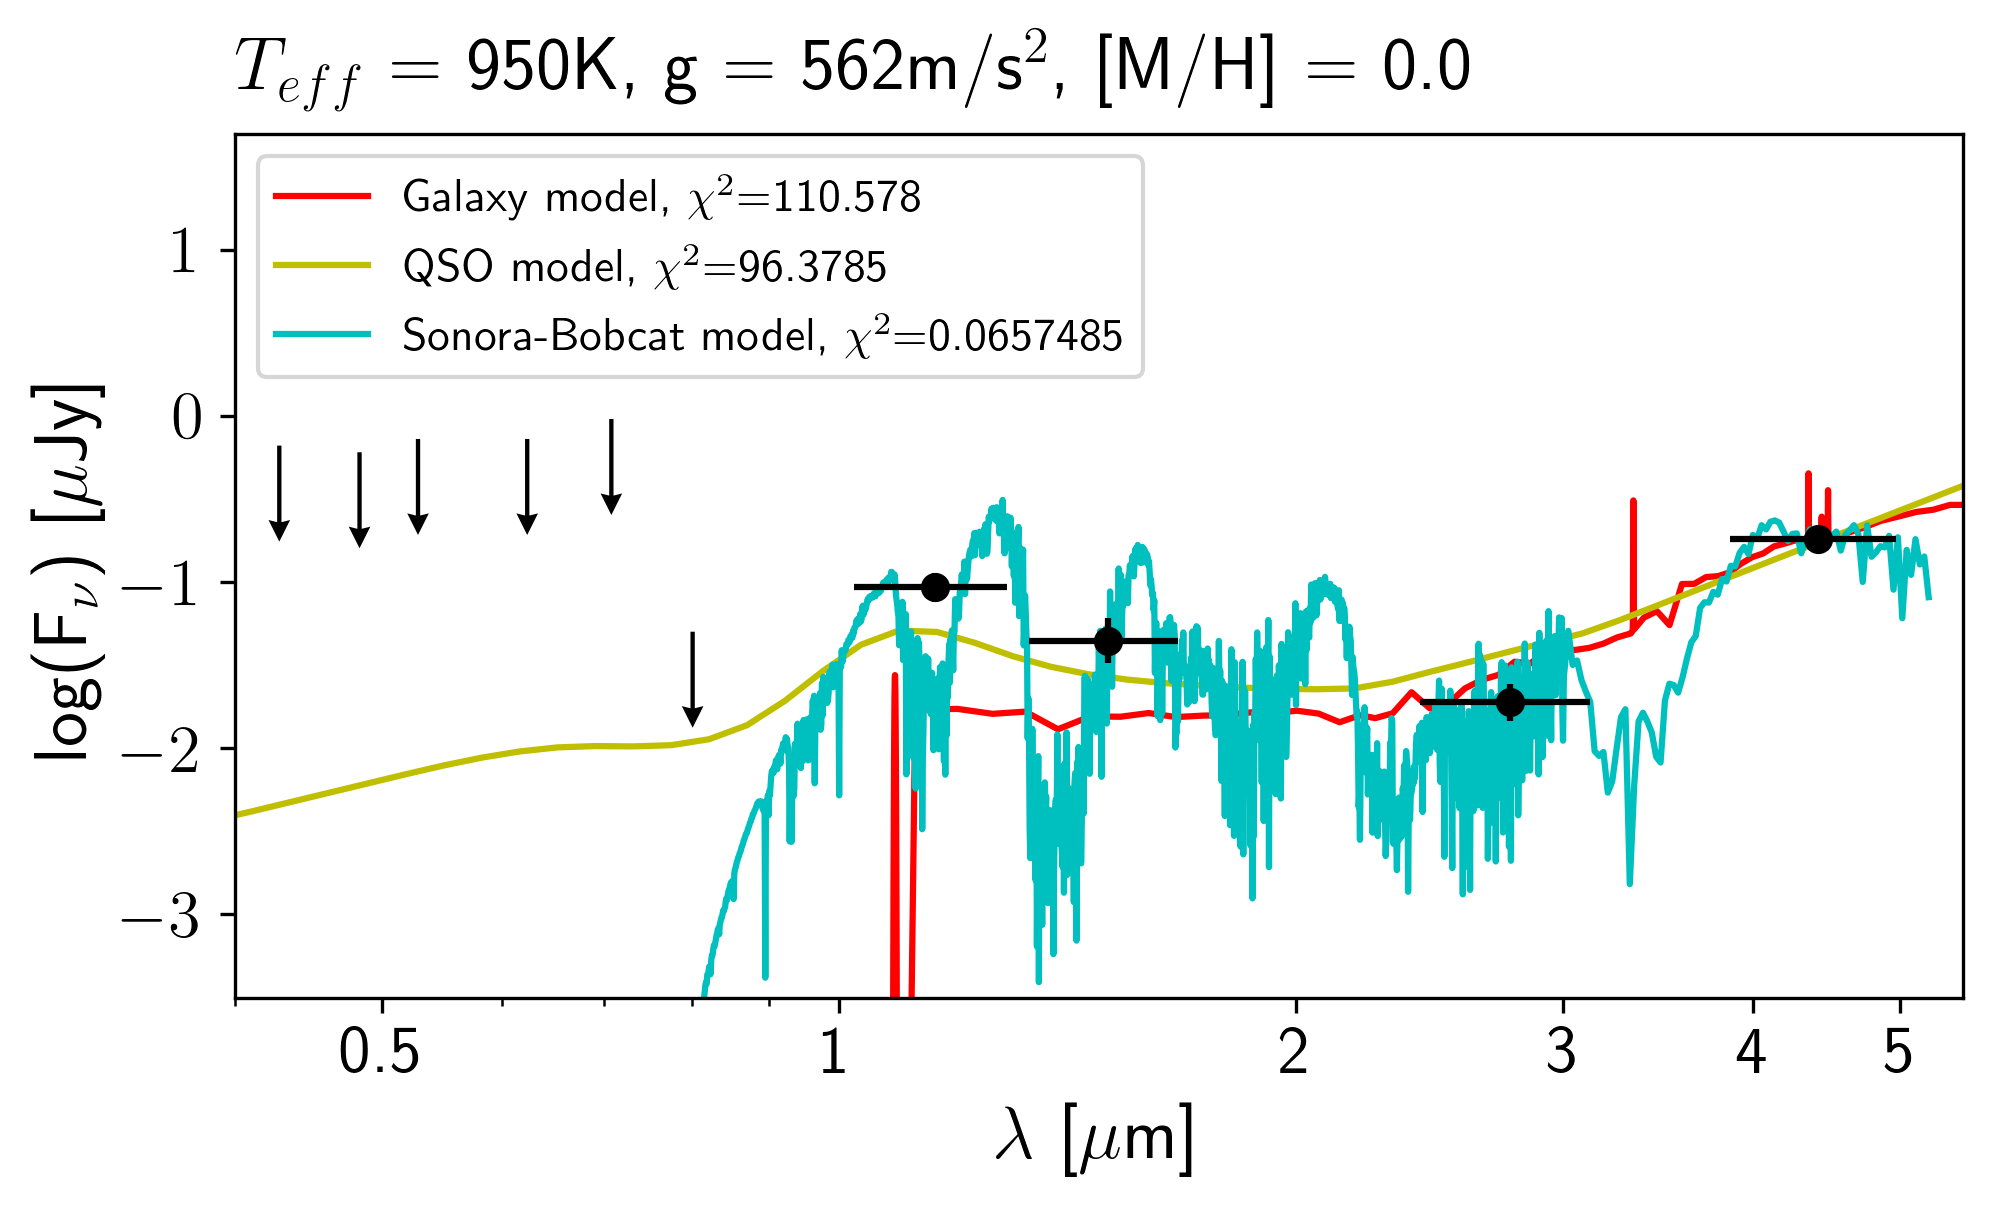 T_eff = 950K, g = 562m/s², [M/H] = 0.0
Galaxy model, χ²=110.578
QSO model, χ²=96.3785
Sonora-Bobcat model, χ²=0.0657485
log(F_ν) [μJy]
1
0
−1
−2
−3
0.5 1 2 3 4 5
λ [μm]